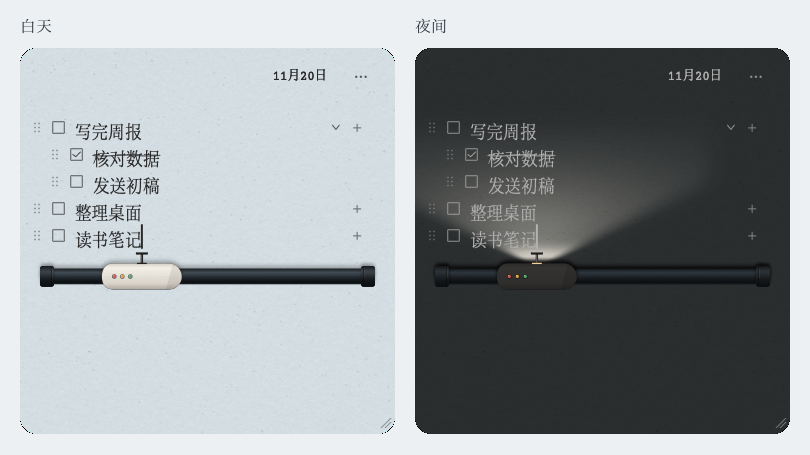 白天
11月20日
写完周报
核对数据
发送初稿
整理桌面
读书笔记
夜间
11月20日
写完周报
核对数据
发送初稿
整理桌面
读书笔记